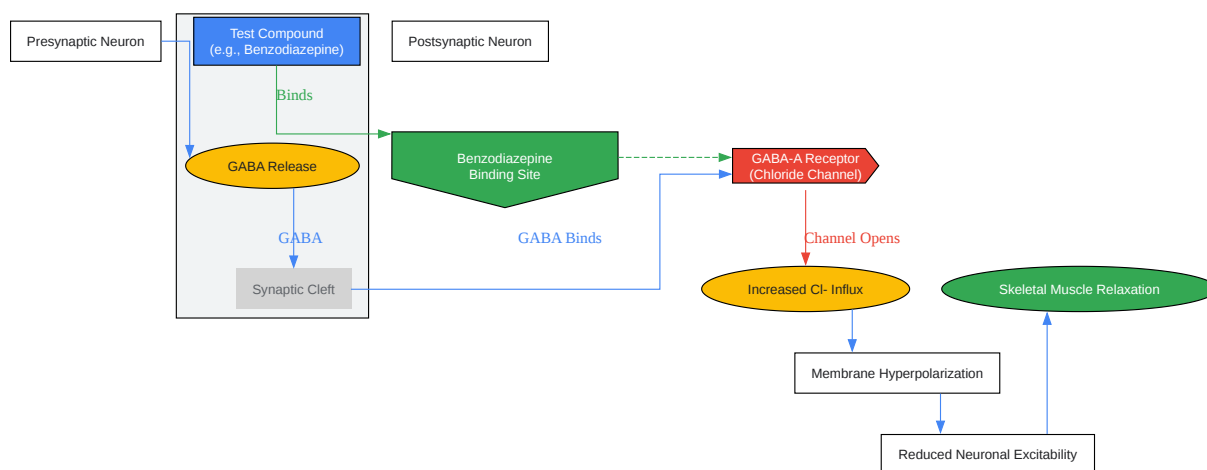 Presynaptic Neuron
Test Compound
(e.g., Benzodiazepine)
Postsynaptic Neuron
Binds
Benzodiazepine
Binding Site
GABA-A Receptor
(Chloride Channel)
GABA Release
GABA
GABA Binds
Channel Opens
Synaptic Cleft
Increased Cl- Influx
Skeletal Muscle Relaxation
Membrane Hyperpolarization
Reduced Neuronal Excitability